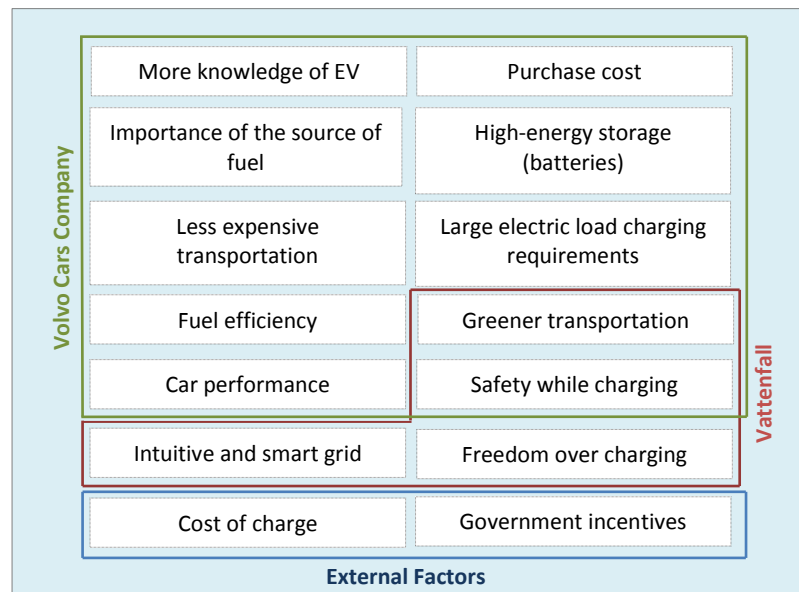 More knowledge of EV
Purchase cost
Importance of the source of
fuel
High-energy storage
(batteries)
Less expensive
transportation
Large electric load charging
requirements
Fuel efficiency
Greener transportation
Car performance
Safety while charging
Intuitive and smart grid
Freedom over charging
Cost of charge
Government incentives
Volvo Cars Company
Vattenfall
External Factors